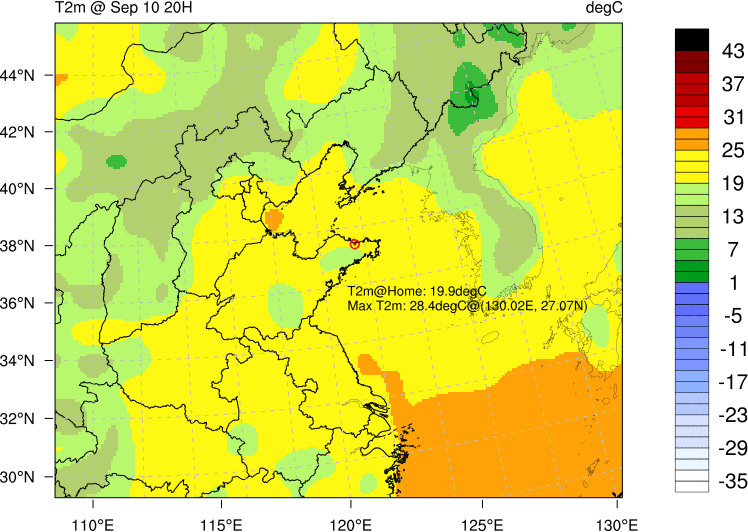 T2m @ Sep 10 20H degC
44°N
42°N
40°N
38°N
36°N
34°N
32°N
30°N
110°E 115°E 120°E 125°E 130°E
T2m@Home: 19.9degC
Max T2m: 28.4degC@(130.02E, 27.07N)
43
37
31
25
19
13
7
1
-5
-11
-17
-23
-29
-35